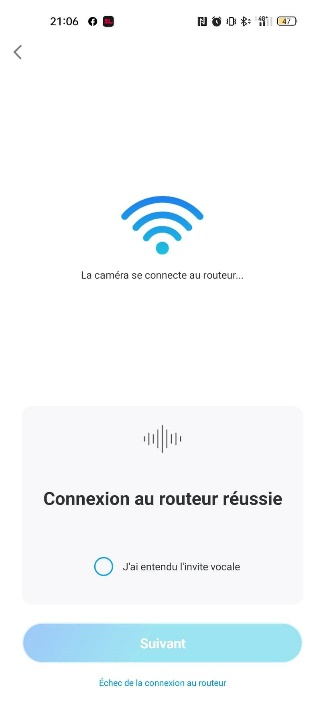 21:06
47
La caméra se connecte au routeur...
Connexion au routeur réussie
J'ai entendu l'invite vocale
Suivant
Échec de la connexion au routeur